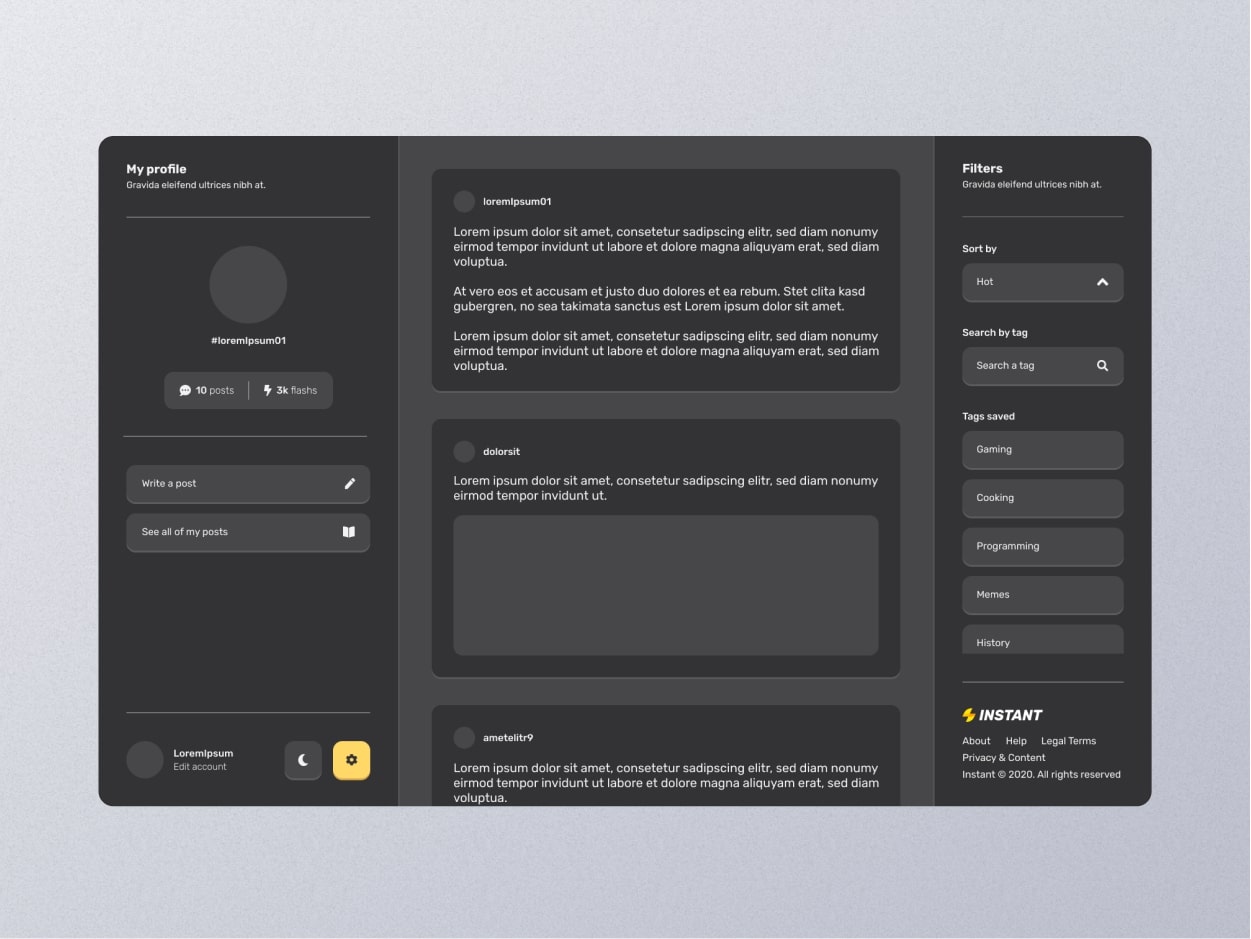 My profile
Gravida eleifend ultrices nibh at.
#loremIpsum01
10 posts
3k flashs
Write a post
See all of my posts
LoremIpsum
Edit account
loremIpsum01
Lorem ipsum dolor sit amet, consetetur sadipscing elitr, sed diam nonumy
eirmod tempor invidunt ut labore et dolore magna aliquyam erat, sed diam
voluptua.
At vero eos et accusam et justo duo dolores et ea rebum. Stet clita kasd
gubergren, no sea takimata sanctus est Lorem ipsum dolor sit amet.
Lorem ipsum dolor sit amet, consetetur sadipscing elitr, sed diam nonumy
eirmod tempor invidunt ut labore et dolore magna aliquyam erat, sed diam
voluptua.
dolorsit
Lorem ipsum dolor sit amet, consetetur sadipscing elitr, sed diam nonumy
eirmod tempor invidunt ut.
ametelitr9
Lorem ipsum dolor sit amet, consetetur sadipscing elitr, sed diam nonumy
eirmod tempor invidunt ut labore et dolore magna aliquyam erat, sed diam
voluptua.
Filters
Gravida eleifend ultrices nibh at.
Sort by
Hot
Search by tag
Search a tag
Tags saved
Gaming
Cooking
Programming
Memes
History
INSTANT
About Help Legal Terms
Privacy & Content
Instant © 2020. All rights reserved